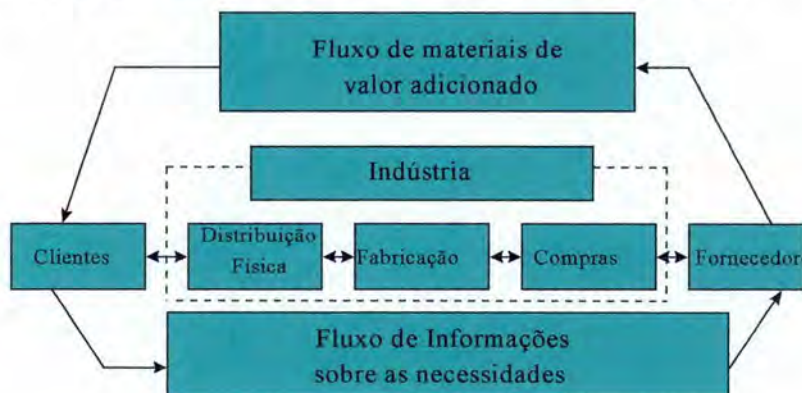 Fluxo de materiais de
valor adicionado
Indústria
Clientes
Distribuição
Física
Fabricação
Compras
Fornecedor
Fluxo de Informações
sobre as necessidades